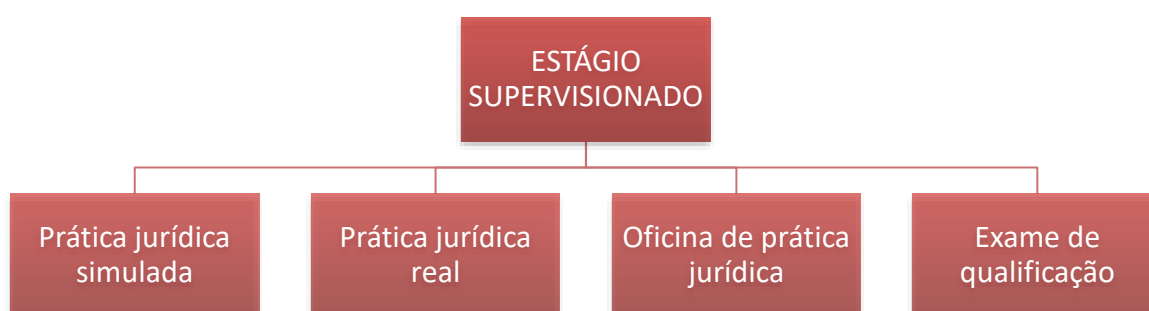 ESTÁGIO
SUPERVISIONADO
Prática jurídica
simulada
Prática jurídica
real
Oficina de prática
jurídica
Exame de
qualificação